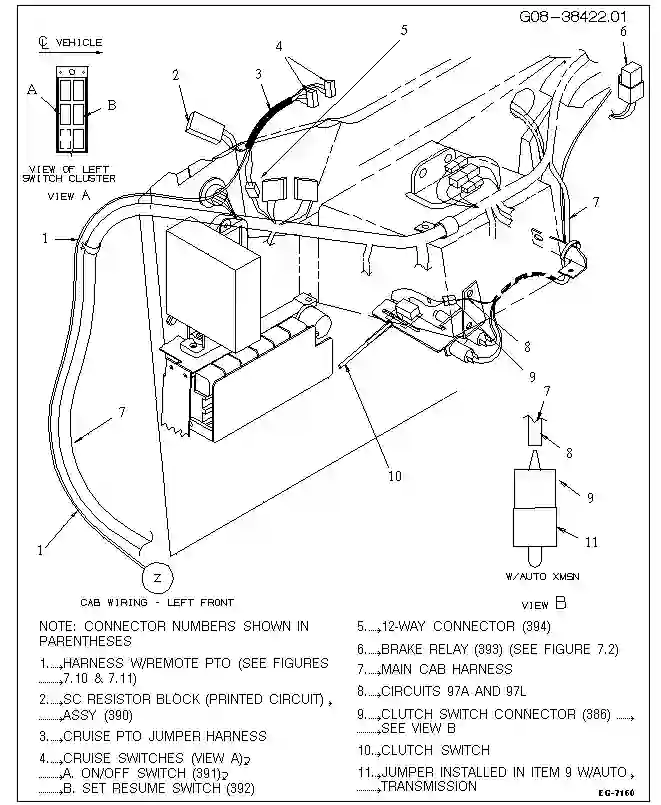 G08-38422.01
℄ VEHICLE
A
B
VIEW OF LEFT
SWITCH CLUSTER
VIEW A
2
3
4
5
6
1
7
7
8
9
10
1
Z
7
8
9
11
W/AUTO XMSN
VIEW B
CAB WIRING - LEFT FRONT
NOTE: CONNECTOR NUMBERS SHOWN IN
PARENTHESES
1....,HARNESS W/REMOTE PTO (SEE FIGURES
........,7.10 & 7.11)
2....,SC RESISTOR BLOCK (PRINTED CIRCUIT) ,
........,ASSY (390)
3....,CRUISE PTO JUMPER HARNESS
4....,CRUISE SWITCHES (VIEW A)
........,A. ON/OFF SWITCH (391)
........,B. SET RESUME SWITCH (392)
5....,12-WAY CONNECTOR (394)
6....,BRAKE RELAY (393) (SEE FIGURE 7.2)
7....,MAIN CAB HARNESS
8....,CIRCUITS 97A AND 97L
9....,CLUTCH SWITCH CONNECTOR (386) ....,
........,SEE VIEW B
10..,CLUTCH SWITCH
11...,JUMPER INSTALLED IN ITEM 9 W/AUTO ,
........,TRANSMISSION
EG-7160